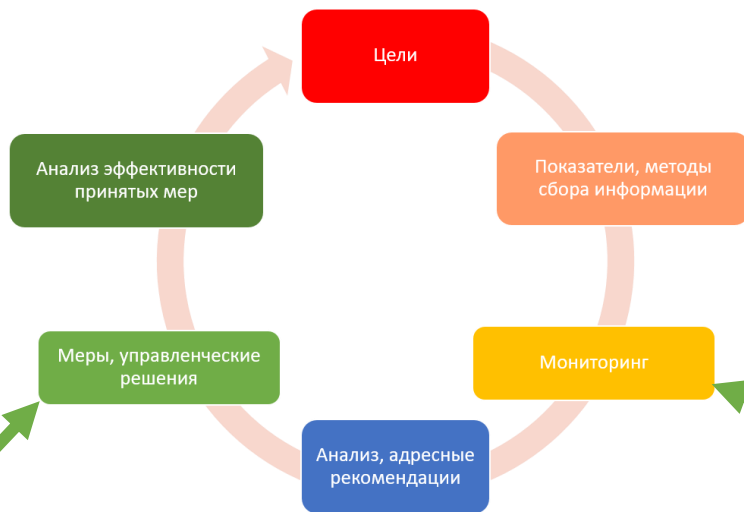 Цели
Показатели, методы
сбора информации
Мониторинг
Анализ, адресные
рекомендации
Меры, управленческие
решения
Анализ эффективности
принятых мер